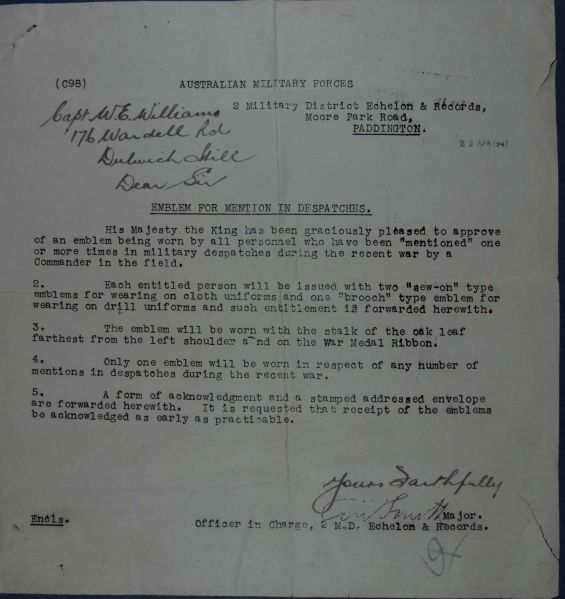 (C98)
AUSTRALIAN MILITARY FORCES
2 Military District Echelon & Records,
Moore Park Road,
PADDINGTON.
22 APR 1947
Capt W.E. Williams
176 Wardell Rd
Dulwich Hill
Dear Sir
EMBLEM FOR MENTION IN DESPATCHES.
His Majesty the King has been graciously pleased to approve
of an emblem being worn by all personnel who have been "mentioned" one
or more times in military despatches during the recent war by a
Commander in the field.
2. Each entitled person will be issued with two "sew-on" type
emblems for wearing on cloth uniforms and one "brooch" type emblem for
wearing on drill uniforms and such entitlement is forwarded herewith.
3. The emblem will be worn with the stalk of the oak leaf
farthest from the left shoulder and on the War Medal Ribbon.
4. Only one emblem will be worn in respect of any number of
mentions in despatches during the recent war.
5. A form of acknowledgment and a stamped addressed envelope
are forwarded herewith. It is requested that receipt of the emblems
be acknowledged as early as practicable.
Yours Faithfully
Major.
Encls.
Officer in Charge, 2 M.D. Echelon & Records.